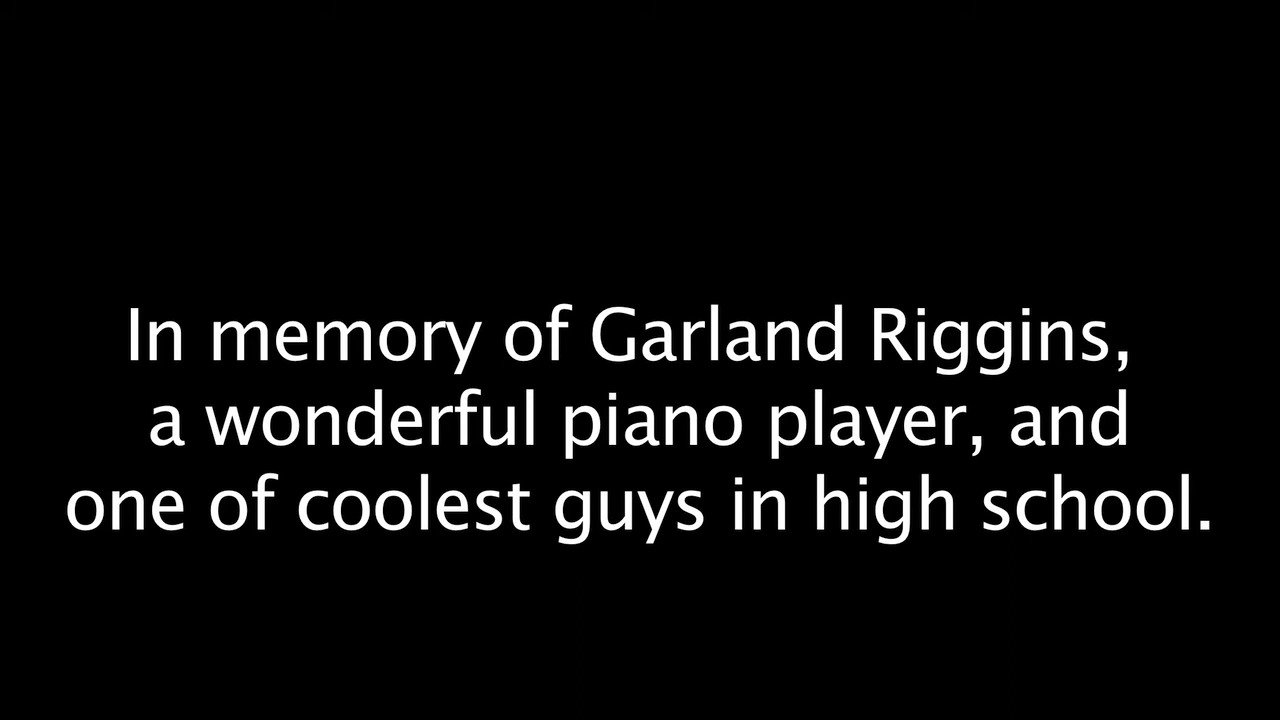 In memory of Garland Riggins,
a wonderful piano player, and
one of coolest guys in high school.